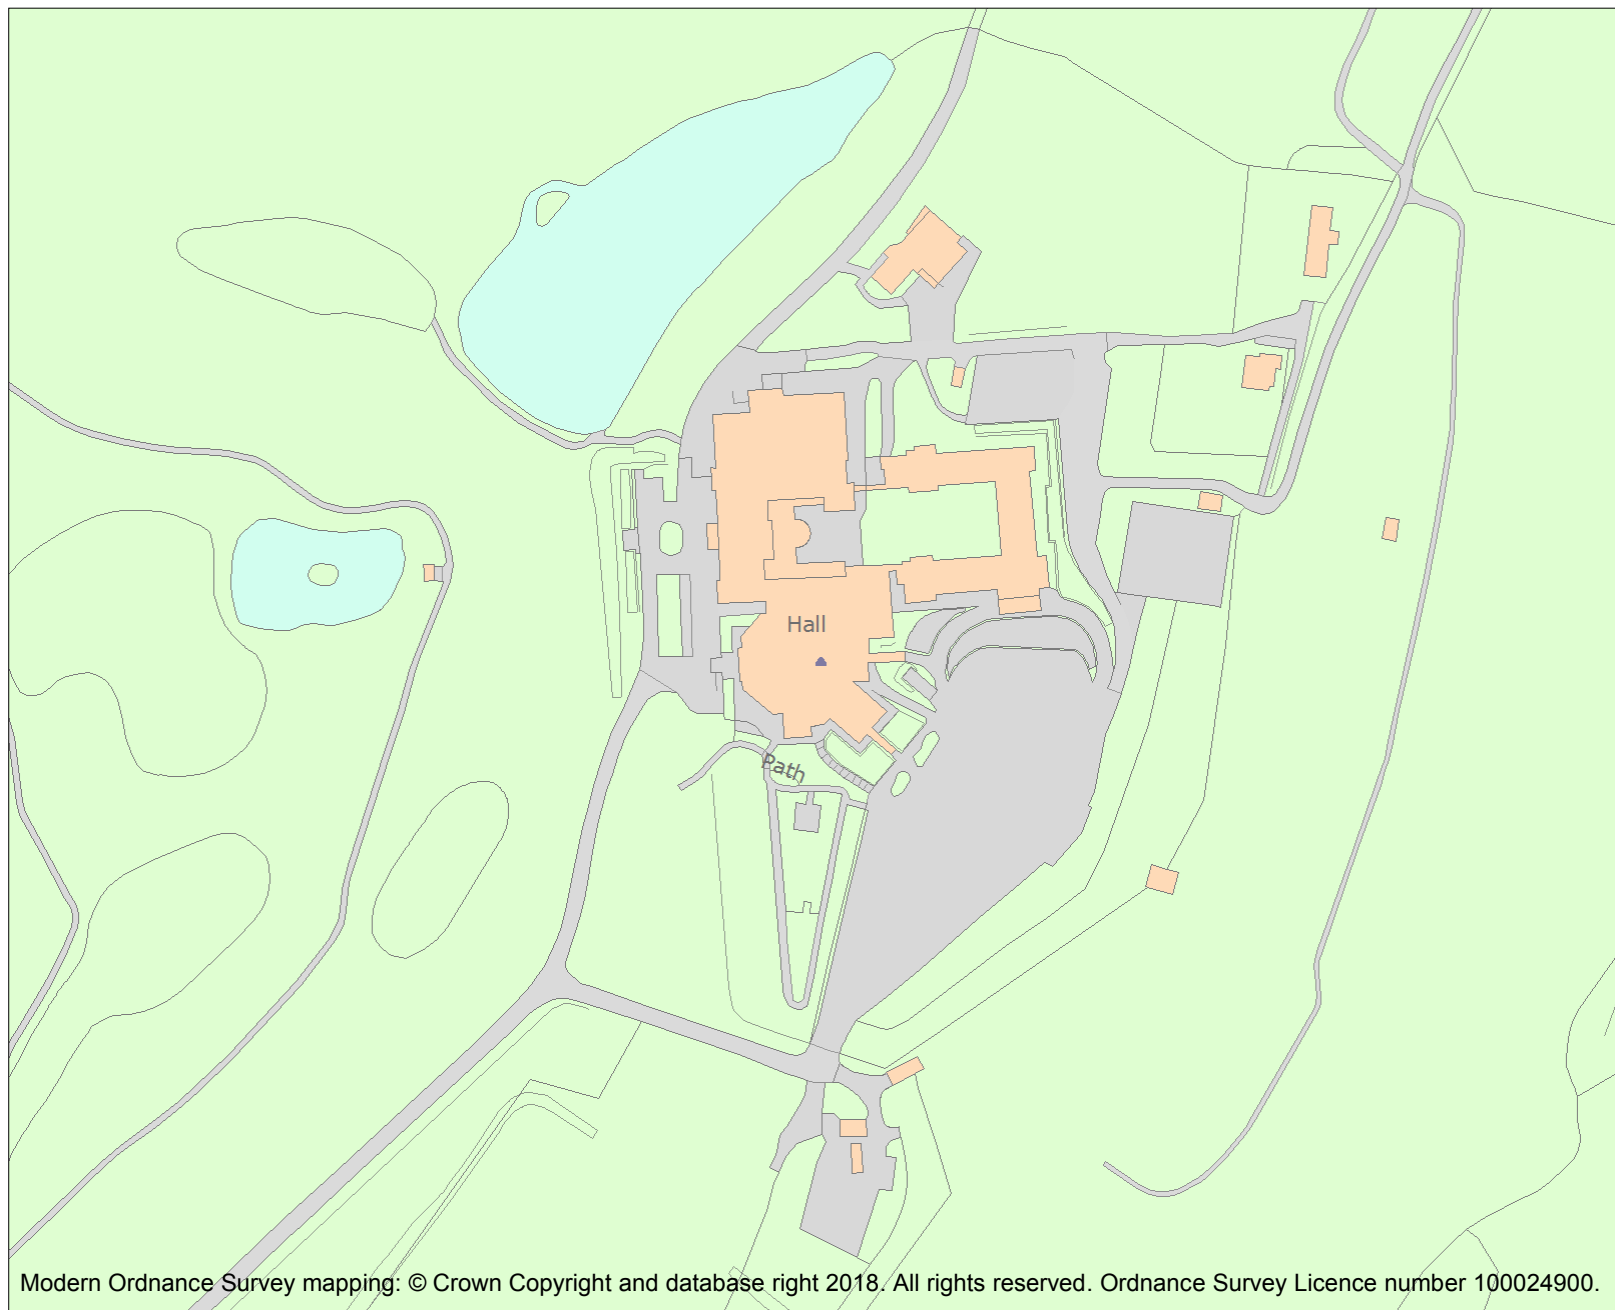 Hall
Path
Modern Ordnance Survey mapping: © Crown Copyright and database right 2018. All rights reserved. Ordnance Survey Licence number 100024900.